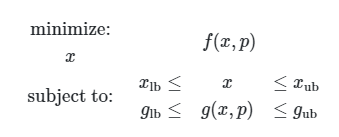 minimize: f(x, p)
x
subject to: x_lb ≤ x ≤ x_ub
g_lb ≤ g(x, p) ≤ g_ub